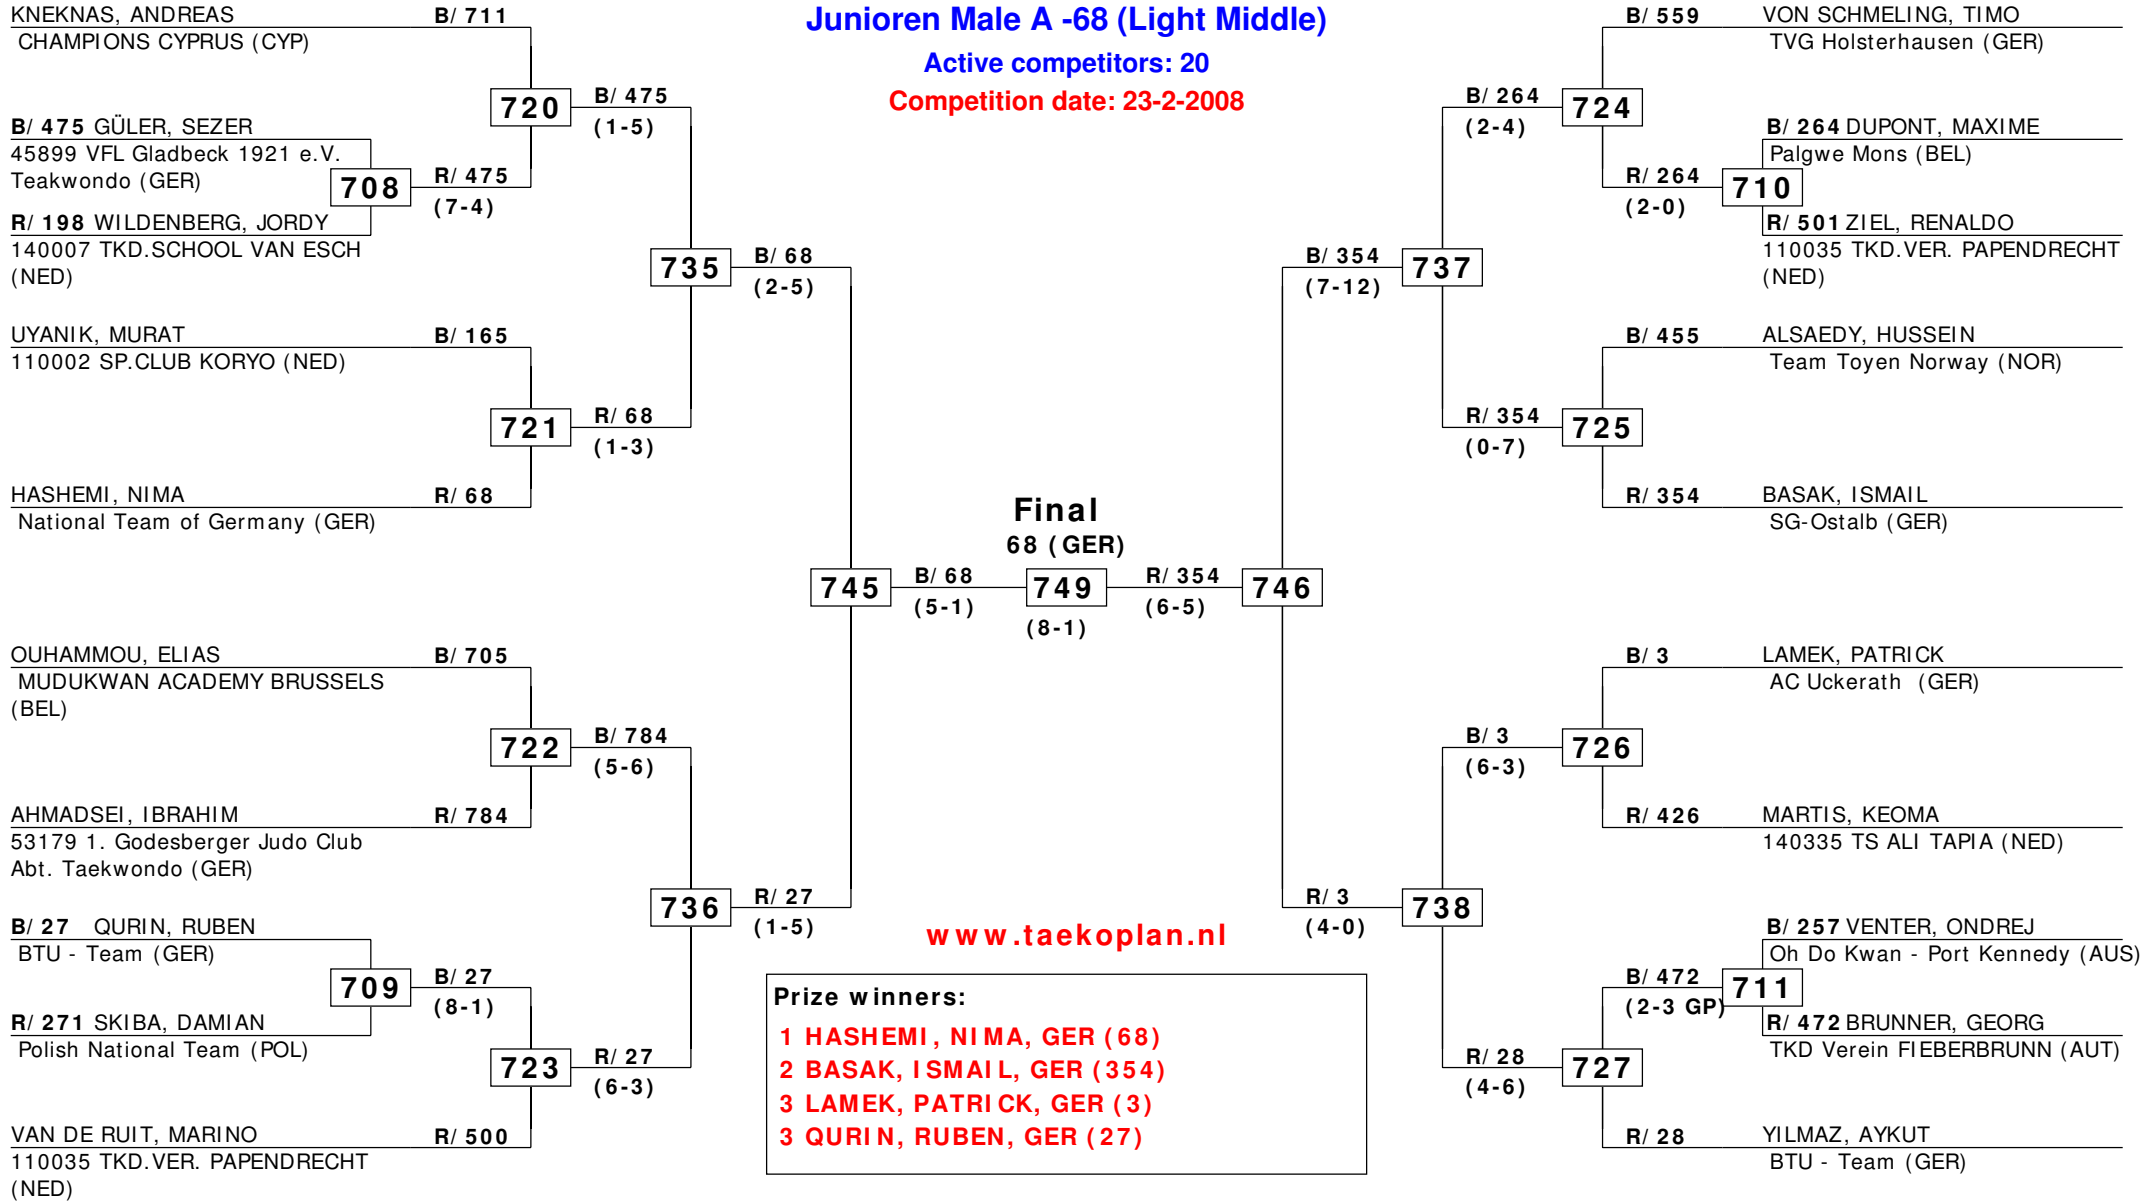 Junioren Male A -68 (Light Middle)
Active competitors: 20
Competition date: 23-2-2008
KNEKNAS, ANDREAS B/ 711
CHAMPIONS CYPRUS (CYP)
720
B/ 475
(1-5)
B/ 475 GÜLER, SEZER
45899 VFL Gladbeck 1921 e.V.
Teakwondo (GER)
708
R/ 475
(7-4)
R/ 198 WILDENBERG, JORDY
140007 TKD.SCHOOL VAN ESCH
(NED)
735
B/ 68
(2-5)
UYANIK, MURAT B/ 165
110002 SP.CLUB KORYO (NED)
721
R/ 68
(1-3)
HASHEMI, NIMA R/ 68
National Team of Germany (GER)
745
B/ 68
(5-1)
OUHAMMOU, ELIAS B/ 705
MUDUKWAN ACADEMY BRUSSELS
(BEL)
722
B/ 784
(5-6)
AHMADSEI, IBRAHIM R/ 784
53179 1. Godesberger Judo Club
Abt. Taekwondo (GER)
736
R/ 27
(1-5)
B/ 27 QURIN, RUBEN
BTU - Team (GER)
709
B/ 27
(8-1)
R/ 271 SKIBA, DAMIAN
Polish National Team (POL)
723
R/ 27
(6-3)
VAN DE RUIT, MARINO R/ 500
110035 TKD.VER. PAPENDRECHT
(NED)
Final
68 (GER)
749
(8-1)
R/ 354
(6-5)
746
B/ 559 VON SCHMELING, TIMO
TVG Holsterhausen (GER)
B/ 264
(2-4)
724
B/ 264 DUPONT, MAXIME
Palgwe Mons (BEL)
R/ 264
(2-0)
710
R/ 501 ZIEL, RENALDO
110035 TKD.VER. PAPENDRECHT
(NED)
B/ 354
(7-12)
737
B/ 455 ALSAEDY, HUSSEIN
Team Toyen Norway (NOR)
R/ 354
(0-7)
725
R/ 354 BASAK, ISMAIL
SG-Ostalb (GER)
B/ 3 LAMEK, PATRICK
AC Uckerath (GER)
B/ 3
(6-3)
726
R/ 426 MARTIS, KEOMA
140335 TS ALI TAPIA (NED)
R/ 3
(4-0)
738
B/ 257 VENTER, ONDREJ
Oh Do Kwan - Port Kennedy (AUS)
B/ 472
(2-3 GP)
711
R/ 472 BRUNNER, GEORG
TKD Verein FIEBERBRUNN (AUT)
R/ 28
(4-6)
727
R/ 28 YILMAZ, AYKUT
BTU - Team (GER)
www.taekoplan.nl
Prize winners:
1 HASHEMI, NIMA, GER (68)
2 BASAK, ISMAIL, GER (354)
3 LAMEK, PATRICK, GER (3)
3 QURIN, RUBEN, GER (27)